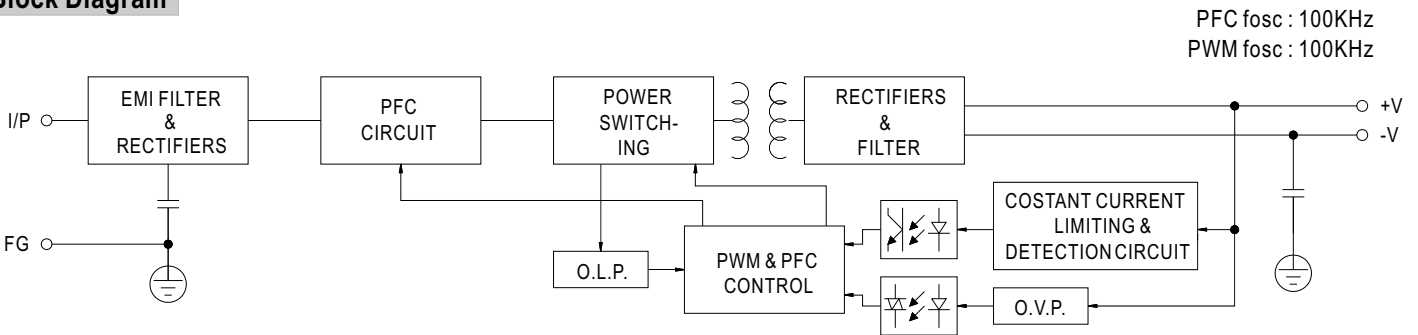 Block Diagram
PFC fosc : 100KHz
PWM fosc : 100KHz
I/P
EMI FILTER
&
RECTIFIERS
PFC
CIRCUIT
POWER
SWITCH-
ING
RECTIFIERS
&
FILTER
+V
-V
FG
O.L.P.
PWM & PFC
CONTROL
COSTANT CURRENT
LIMITING &
DETECTION CIRCUIT
O.V.P.